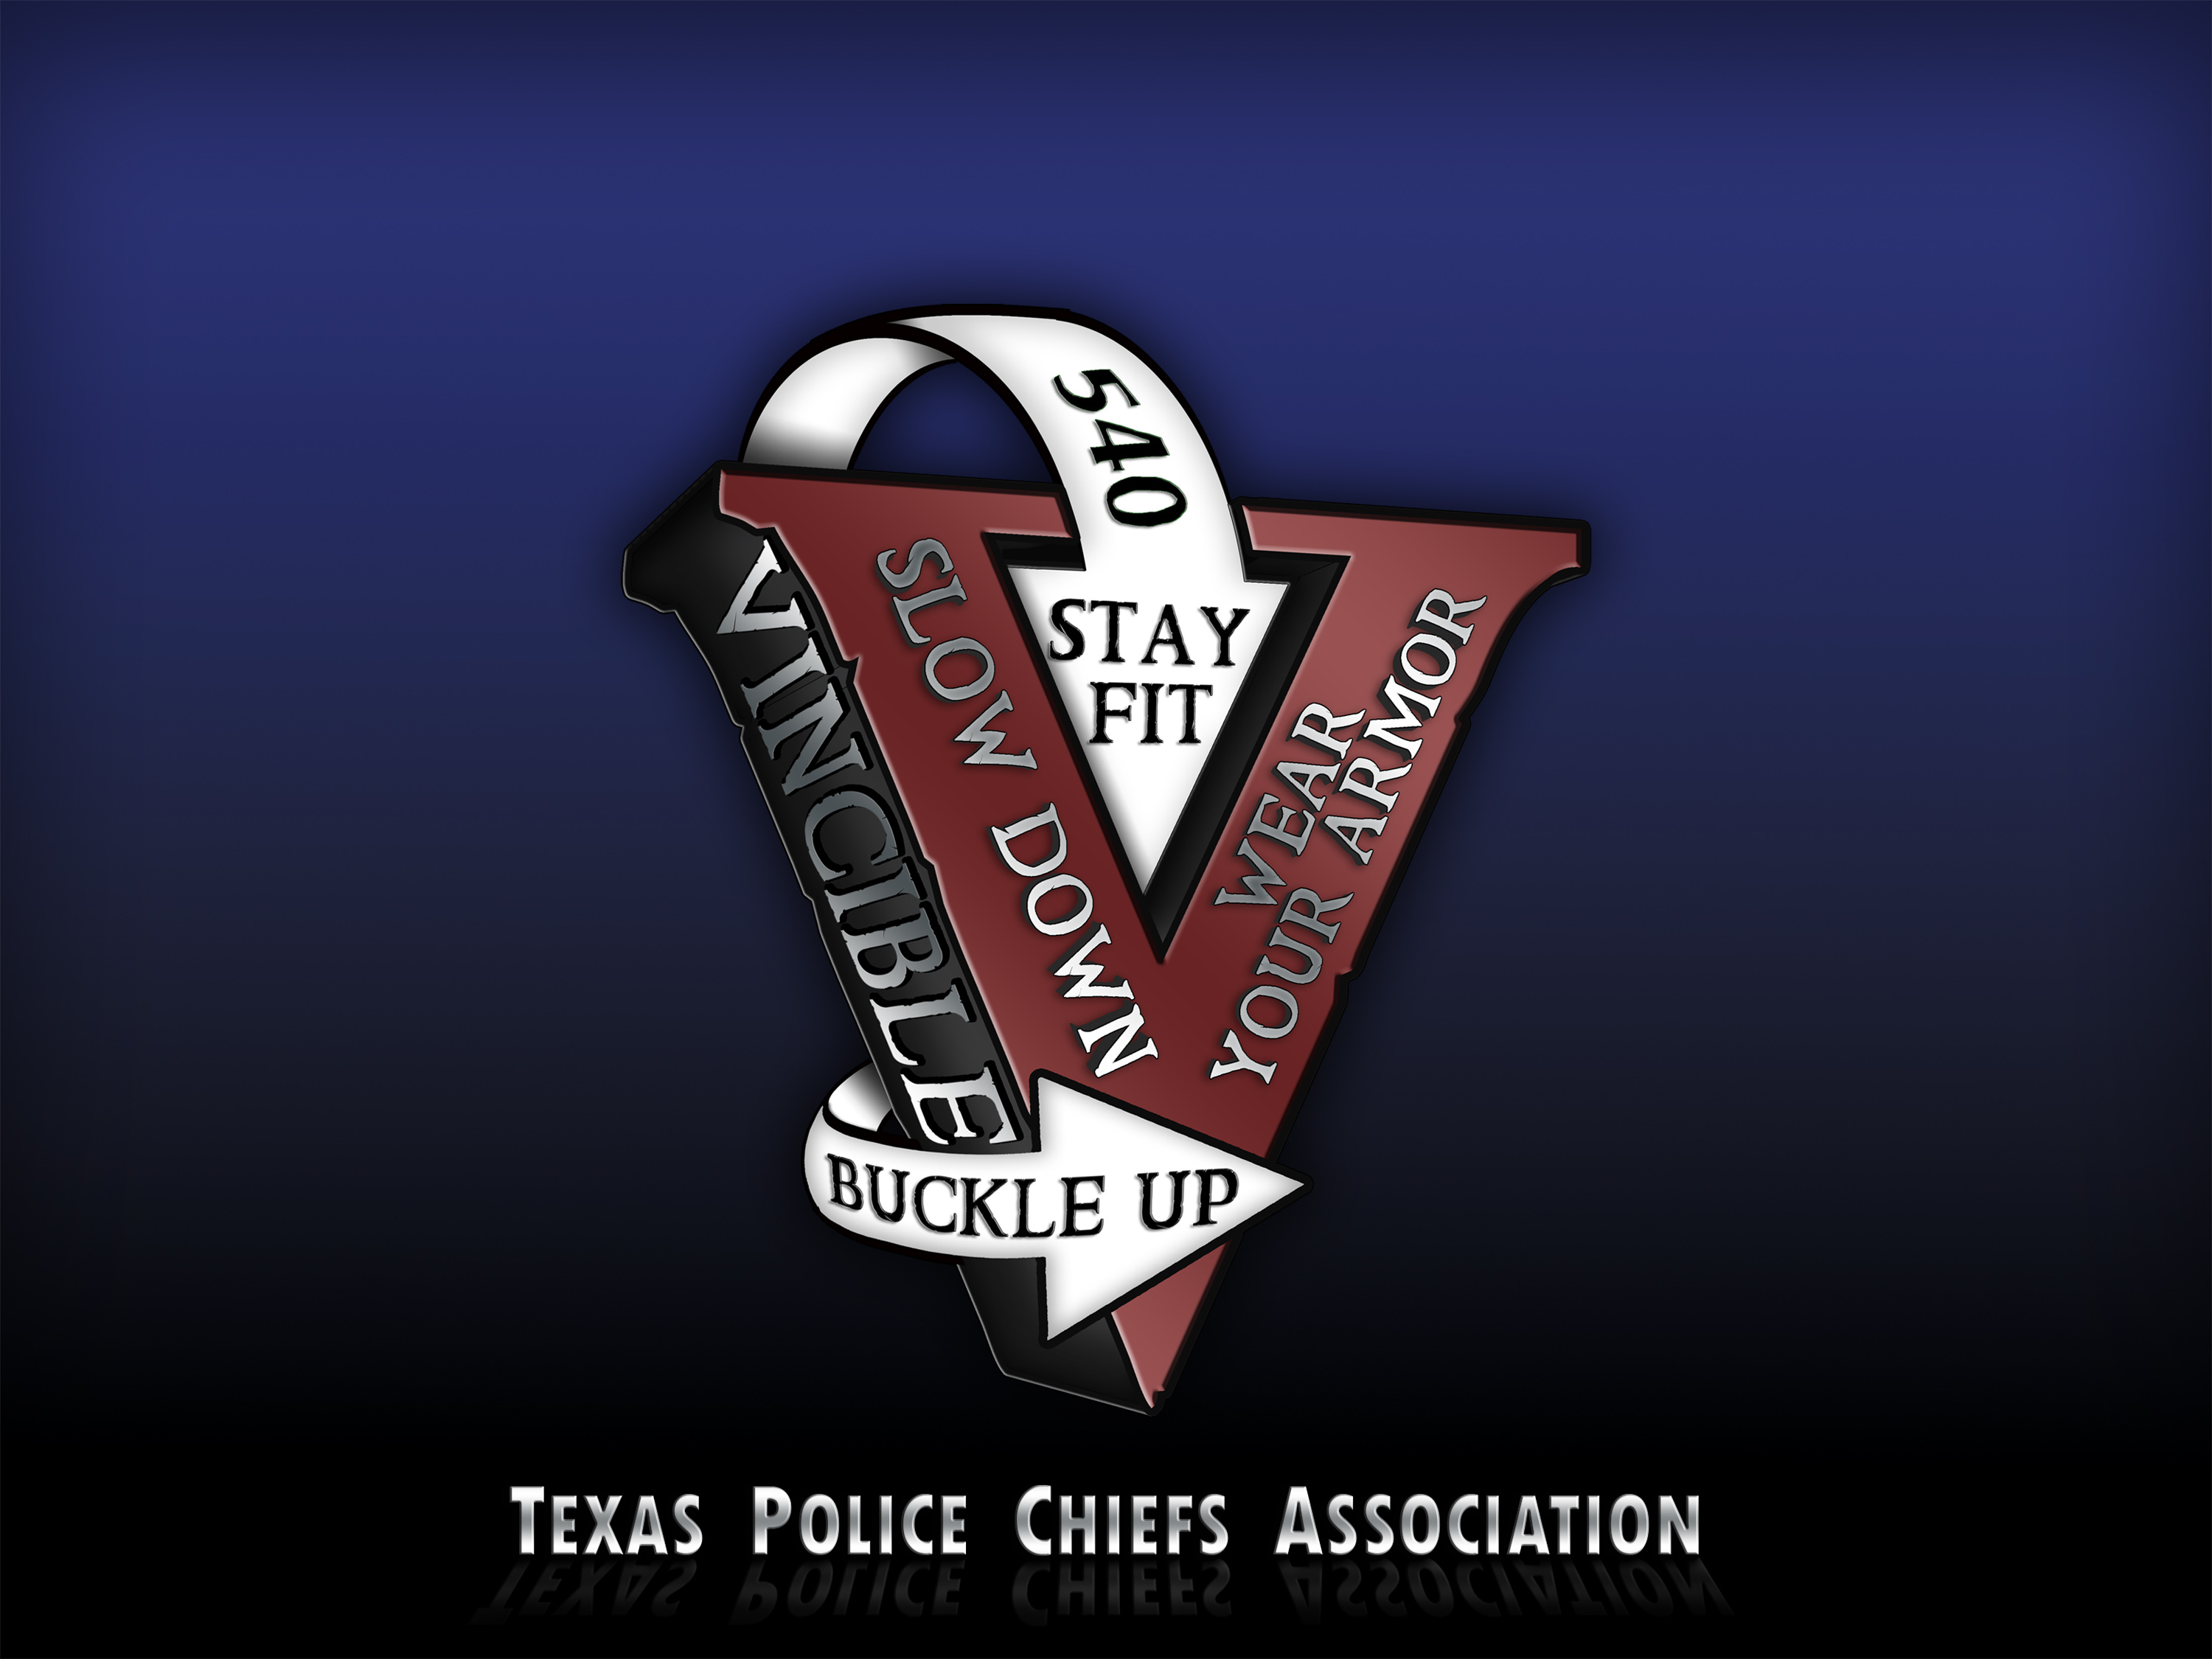 540
STAY
FIT
VINCIBLE
SLOW DOWN
WEAR
YOUR ARMOR
BUCKLE UP
TEXAS POLICE CHIEFS ASSOCIATION